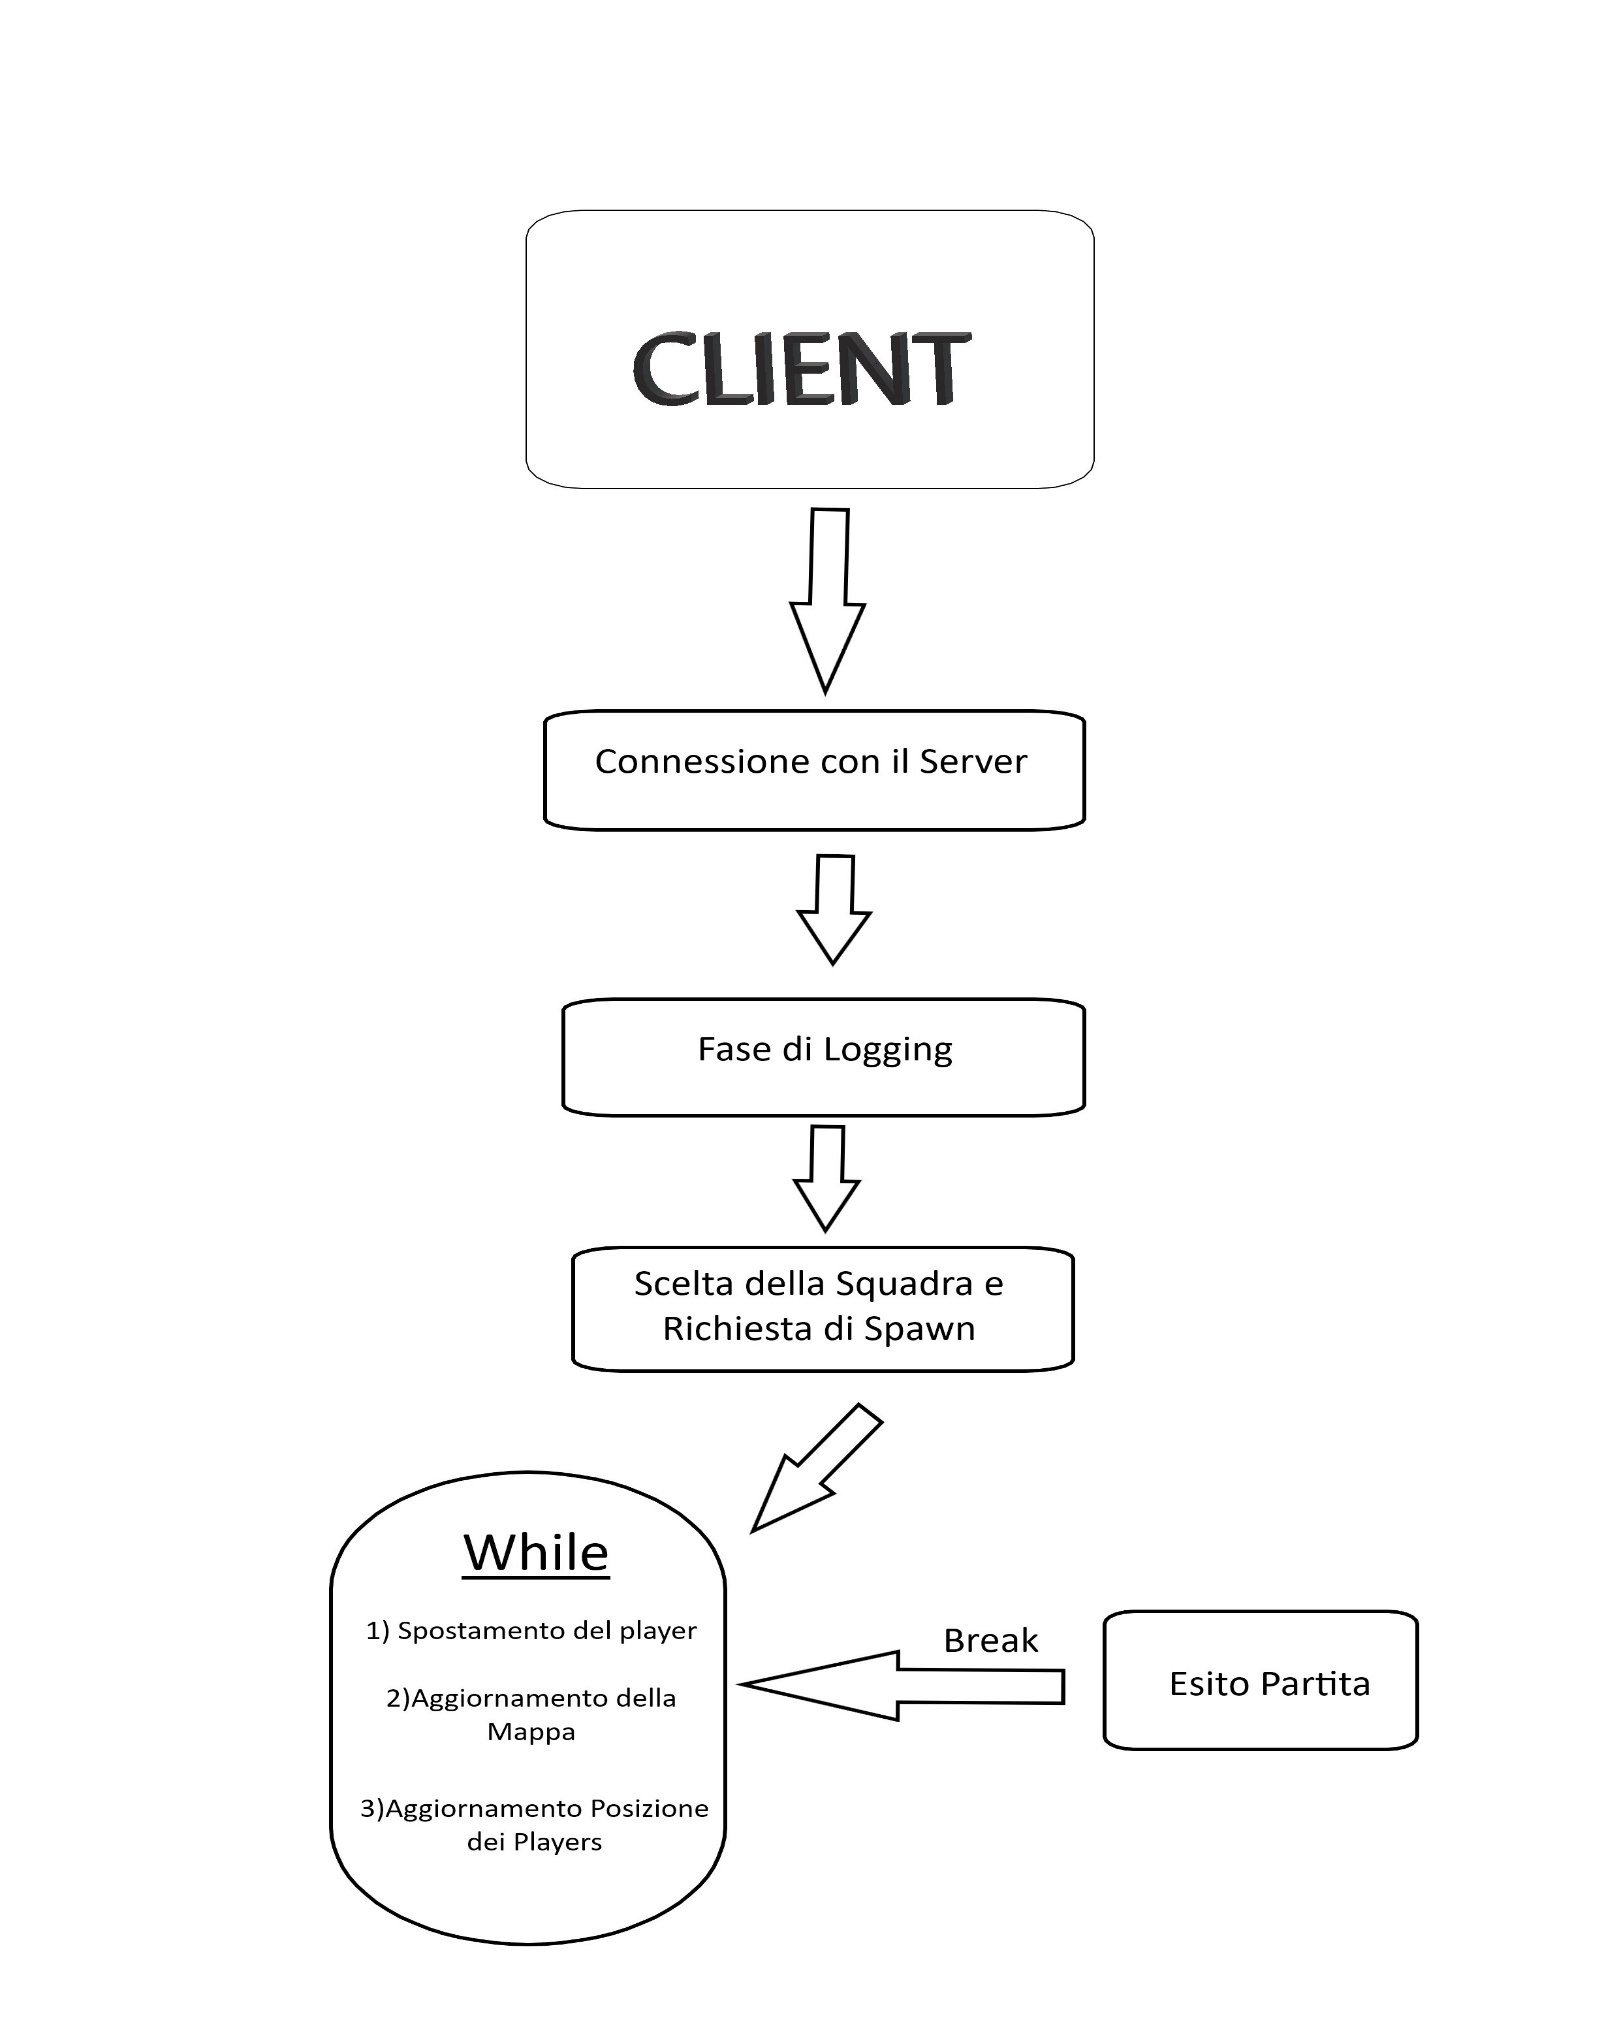 CLIENT
Connessione con il Server
Fase di Logging
Scelta della Squadra e
Richiesta di Spawn
While
1) Spostamento del player
2)Aggiornamento della
Mappa
3)Aggiornamento Posizione
dei Players
Break
Esito Partita